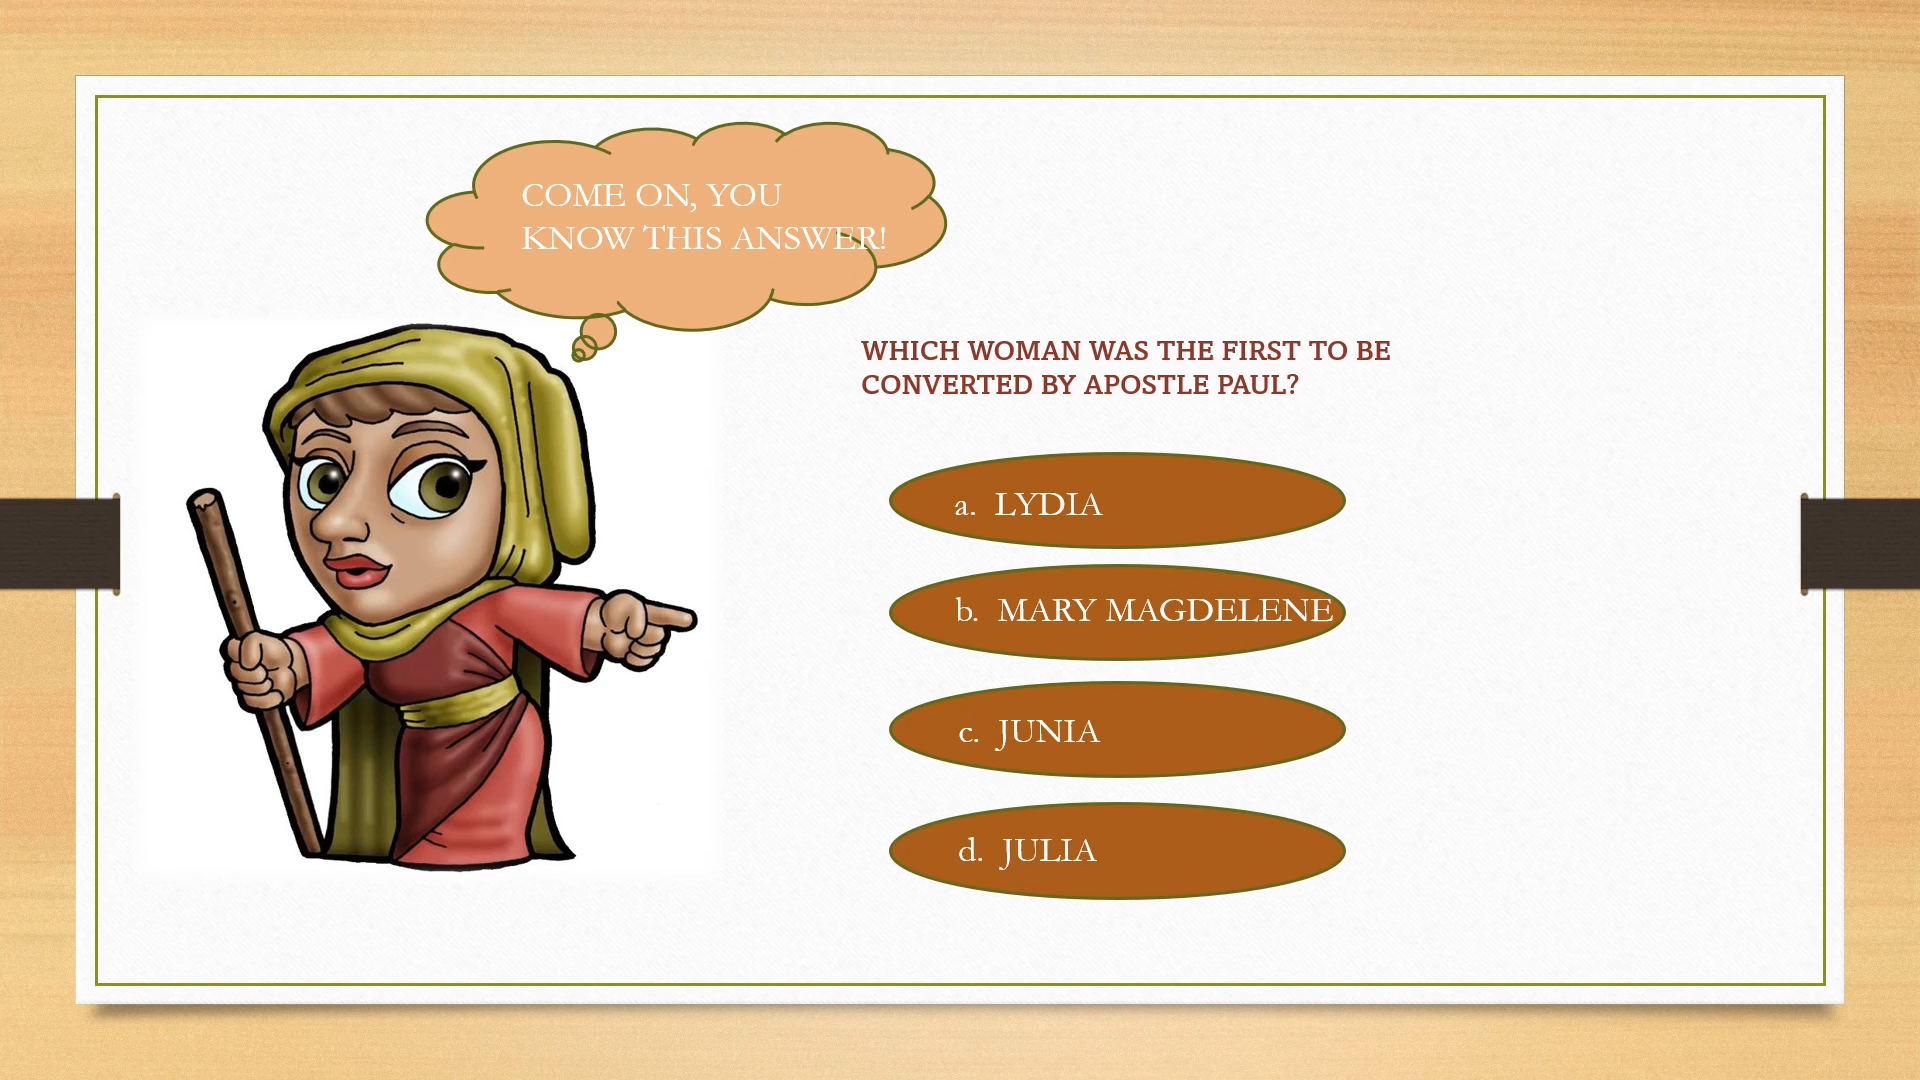 COME ON, YOU
KNOW THIS ANSWER!
WHICH WOMAN WAS THE FIRST TO BE
CONVERTED BY APOSTLE PAUL?
a. LYDIA
b. MARY MAGDELENE
c. JUNIA
d. JULIA